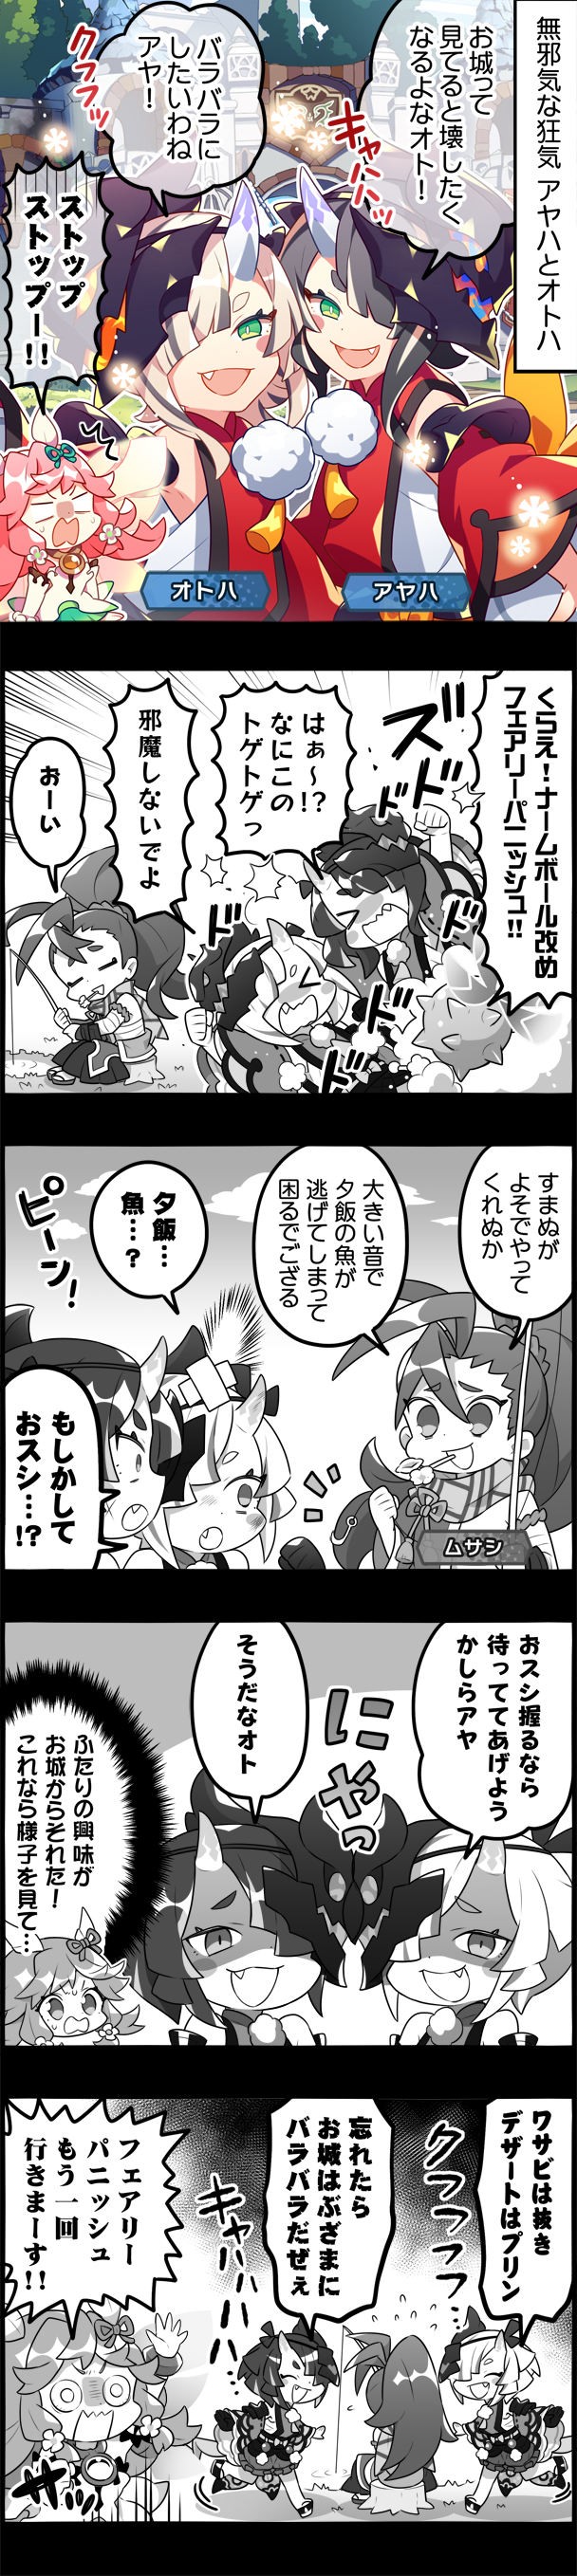 無邪気な狂気 アヤハとオトハ
お城って
見てると壊したく
なるよなオト！
キャハハッ
バラバラに
したいわね
アヤ！
クフフッ
ストップ
ストップー！！
オトハ
アヤハ
くらえ！ナームボール改め
フェアリーパニッシュ！！
ズドドドドド
はぁ～！？
なにこの
トゲトゲっ
邪魔しないでよ
おーい
すまぬが
よそでやって
くれぬか
大きい音で
夕飯の魚が
逃げてしまって
困るでござる
夕飯…
魚…？
ピーン！
もしかして
おスシ…！？
ムサシ
おスシ握るなら
待っててあげよう
かしらアヤ
にやっ
そうだなオト
ふたりの興味が
お城からそれた！
これなら様子を見て…
ワサビは抜き
デザートはプリン
クフフフフ…
忘れたら
お城はぶざまに
バラバラだぜぇ
キャハハハハ…
フェアリー
パニッシュ
もう一回
行きまーす！！
サッ